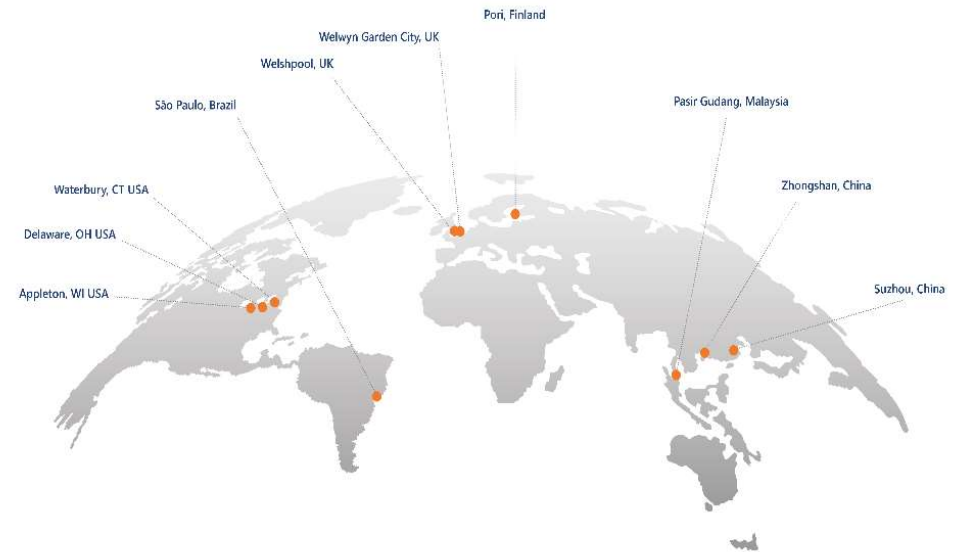 Pori, Finland
Welwyn Garden City, UK
Welshpool, UK
São Paulo, Brazil
Pasir Gudang, Malaysia
Waterbury, CT USA
Zhongshan, China
Delaware, OH USA
Appleton, WI USA
Suzhou, China